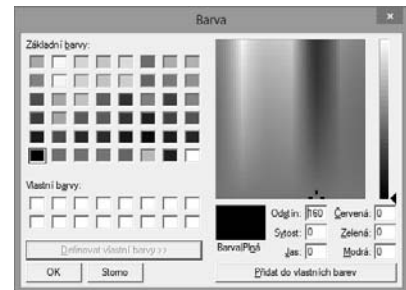 Barva
Základní barvy:
Vlastní barvy:
Definovat vlastní barvy >>
OK Storno
Barva|Plná
Odstín: 160 Červená: 0
Sytost: 0 Zelená: 0
Jas: 0 Modrá: 0
Přidat do vlastních barev